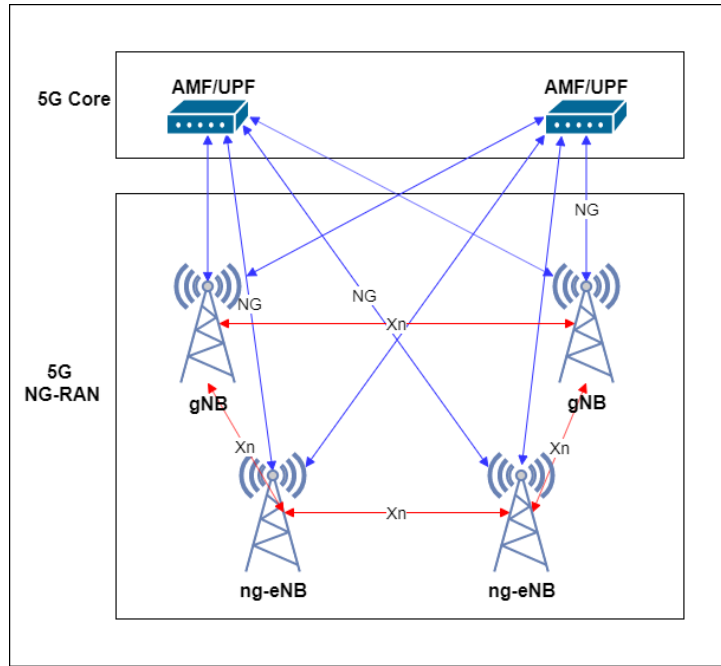 AMF/UPF
AMF/UPF
5G Core
NG
NG
NG
Xn
5G
NG-RAN
gNB
gNB
Xn
Xn
Xn
ng-eNB
ng-eNB